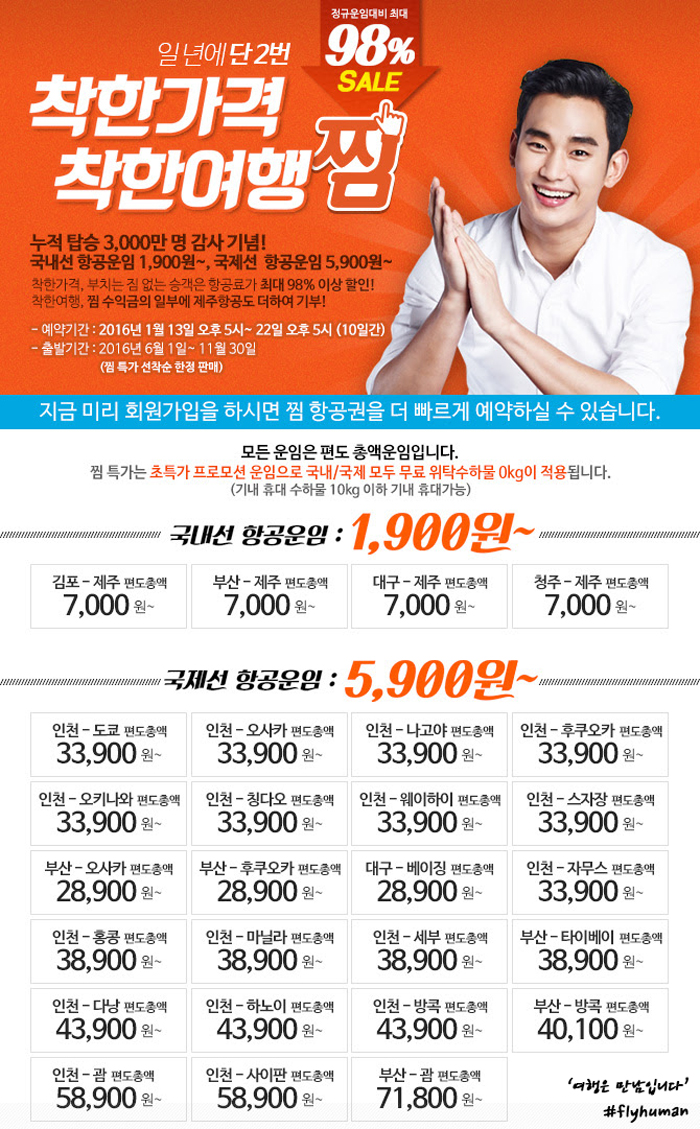 정규운임대비 최대
98%
SALE
일 년에 단 2번
착한가격
착한여행 찜
누적 탑승 3,000만 명 감사 기념!
국내선 항공운임 1,900원~, 국제선 항공운임 5,900원~
착한가격, 부치는 짐 없는 승객은 항공료가 최대 98% 이상 할인!
착한여행, 찜 수익금의 일부에 제주항공도 더하여 기부!
- 예약기간 : 2016년 1월 13일 오후 5시~ 22일 오후 5시 (10일간)
- 출발기간 : 2016년 6월 1일~ 11월 30일
(찜 특가 선착순 한정 판매)
지금 미리 회원가입을 하시면 찜 항공권을 더 빠르게 예약하실 수 있습니다.
모든 운임은 편도 총액운임입니다.
찜 특가는 초특가 프로모션 운임으로 국내/국제 모두 무료 위탁수하물 0kg이 적용됩니다.
(기내 휴대 수하물 10kg 이하 기내 휴대가능)
국내선 항공운임 : 1,900원~
김포 - 제주 편도총액 부산 - 제주 편도총액 대구 - 제주 편도총액 청주 - 제주 편도총액
7,000 원~ 7,000 원~ 7,000 원~ 7,000 원~
국제선 항공운임 : 5,900원~
인천 - 도쿄 편도총액 인천 - 오사카 편도총액 인천 - 나고야 편도총액 인천 - 후쿠오카 편도총액
33,900 원~ 33,900 원~ 33,900 원~ 33,900 원~
인천 - 오키나와 편도총액 인천 - 칭다오 편도총액 인천 - 웨이하이 편도총액 인천 - 스자장 편도총액
33,900 원~ 33,900 원~ 33,900 원~ 33,900 원~
부산 - 오사카 편도총액 부산 - 후쿠오카 편도총액 대구 - 베이징 편도총액 인천 - 자무스 편도총액
28,900 원~ 28,900 원~ 28,900 원~ 33,900 원~
인천 - 홍콩 편도총액 인천 - 마닐라 편도총액 인천 - 세부 편도총액 부산 - 타이베이 편도총액
38,900 원~ 38,900 원~ 38,900 원~ 38,900 원~
인천 - 다낭 편도총액 인천 - 하노이 편도총액 인천 - 방콕 편도총액 부산 - 방콕 편도총액
43,900 원~ 43,900 원~ 43,900 원~ 40,100 원~
인천 - 괌 편도총액 인천 - 사이판 편도총액 부산 - 괌 편도총액
58,900 원~ 58,900 원~ 71,800 원~
'여행은 만남입니다'
#flyhuman